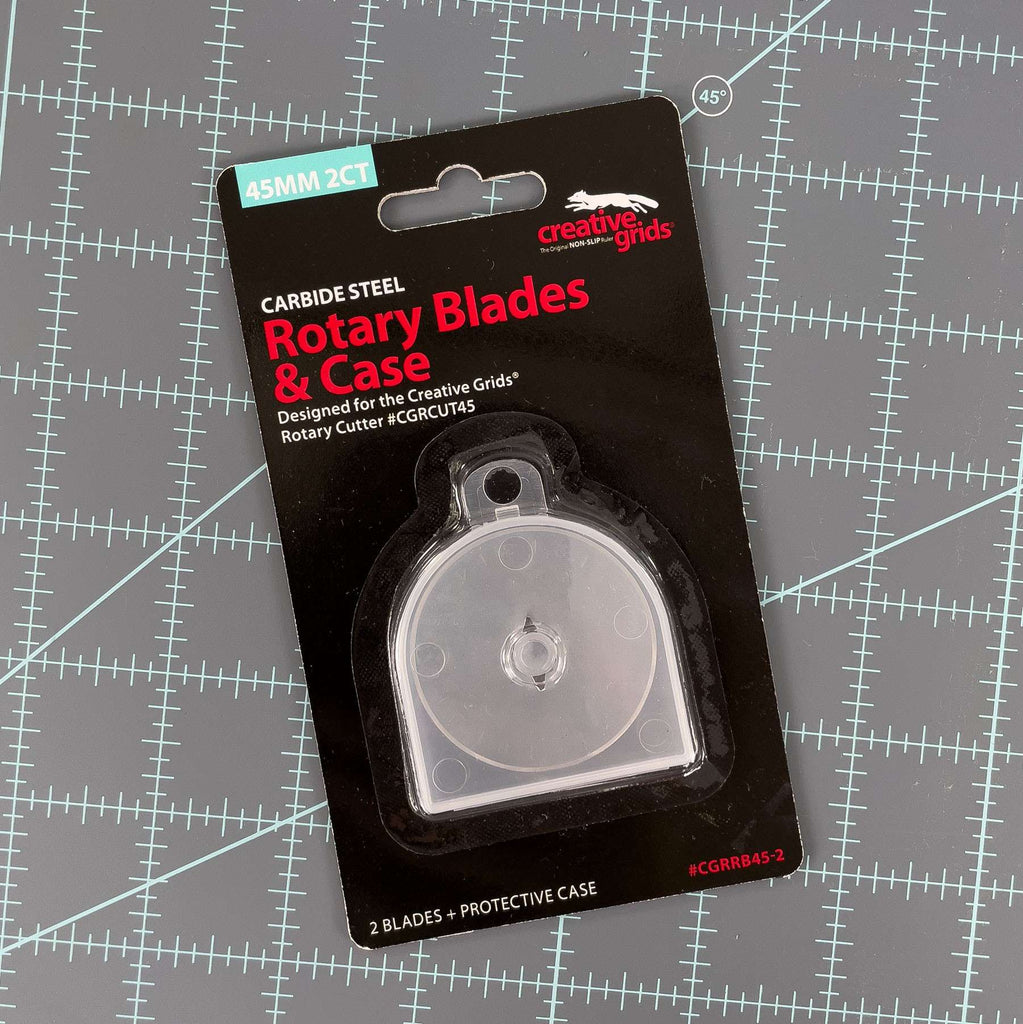 45°
45MM 2CT
creative
grids®
The Original NON-SLIP Ruler
CARBIDE STEEL
Rotary Blades
& Case
Designed for the Creative Grids®
Rotary Cutter #CGRCUT45
#CGRRB45-2
2 BLADES + PROTECTIVE CASE